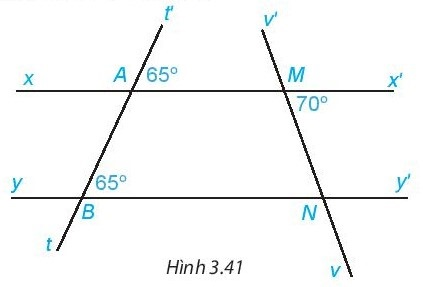 t' v'
x A 65° M x'
70°
y 65° y'
B N
t v
Hình 3.41